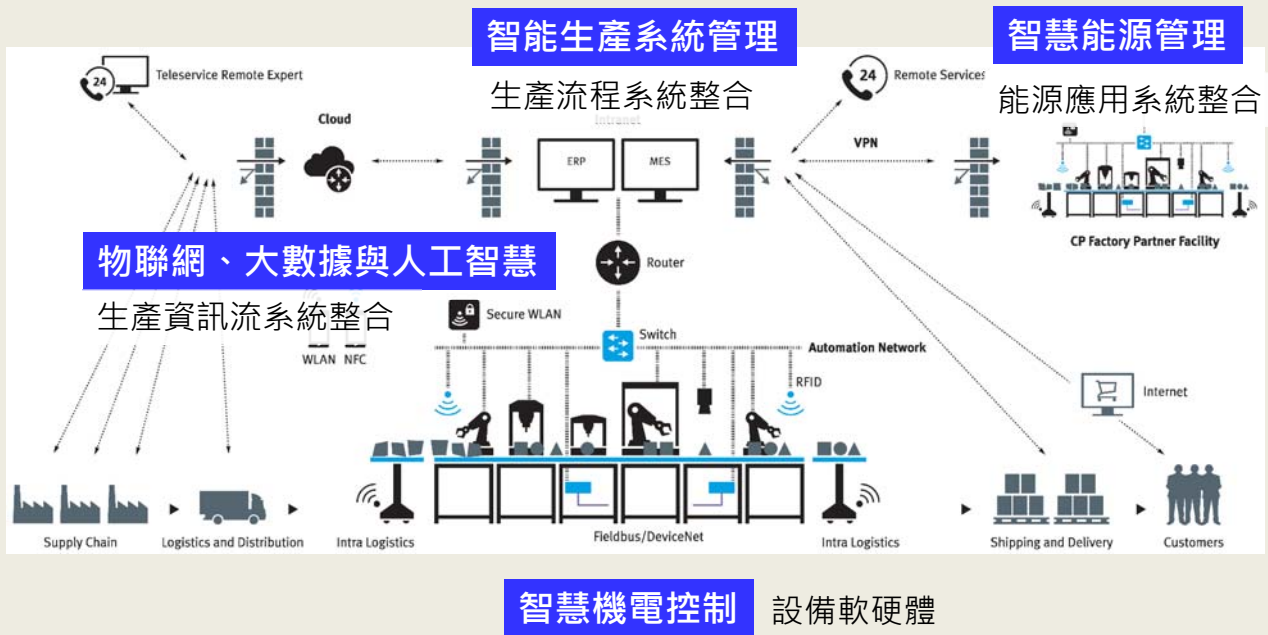 智能生產系統管理
智慧能源管理
24
Teleservice Remote Expert
生產流程系統整合
24
Remote Services
能源應用系統整合
Cloud
Intranet
VPN
ERP
MES
CP Factory Partner Facility
物聯網、大數據與人工智慧
Router
生產資訊流系統整合
Secure WLAN
Switch
WLAN NFC
Automation Network
RFID
Internet
Supply Chain
Logistics and Distribution
Intra Logistics
Fieldbus/DeviceNet
Intra Logistics
Shipping and Delivery
Customers
智慧機電控制 設備軟硬體